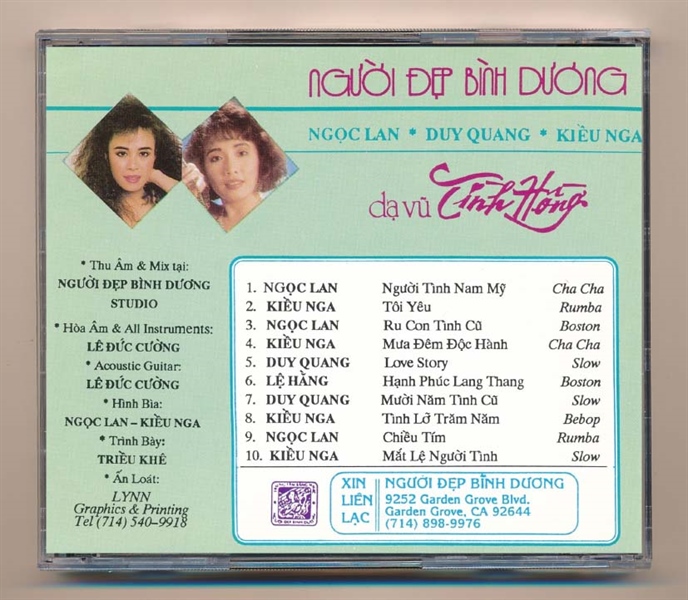 NGƯỜI ĐẸP BÌNH DƯƠNG
NGỌC LAN * DUY QUANG * KIỀU NGA
dạ vũ Tình Hồng
* Thu Âm & Mix tại:
NGƯỜI ĐẸP BÌNH DƯƠNG
STUDIO
* Hòa Âm & All Instruments:
LÊ ĐỨC CƯỜNG
* Acoustic Guitar:
LÊ ĐỨC CƯỜNG
* Hình Bìa:
NGỌC LAN – KIỀU NGA
* Trình Bày:
TRIỀU KHÊ
* Ấn Loát:
LYNN
Graphics & Printing
Tel (714) 540-9918
1. NGỌC LAN Người Tình Nam Mỹ Cha Cha
2. KIỀU NGA Tôi Yêu Rumba
3. NGỌC LAN Ru Con Tình Cũ Boston
4. KIỀU NGA Mưa Đêm Độc Hành Cha Cha
5. DUY QUANG Love Story Slow
6. LỆ HẰNG Hạnh Phúc Lang Thang Boston
7. DUY QUANG Mười Năm Tình Cũ Slow
8. KIỀU NGA Tình Lở Trăm Năm Bebop
9. NGỌC LAN Chiều Tím Rumba
10. KIỀU NGA Mắt Lệ Người Tình Slow
XIN
LIÊN
LẠC
NGƯỜI ĐẸP BÌNH DƯƠNG
9252 Garden Grove Blvd.
Garden Grove, CA 92644
(714) 898-9976